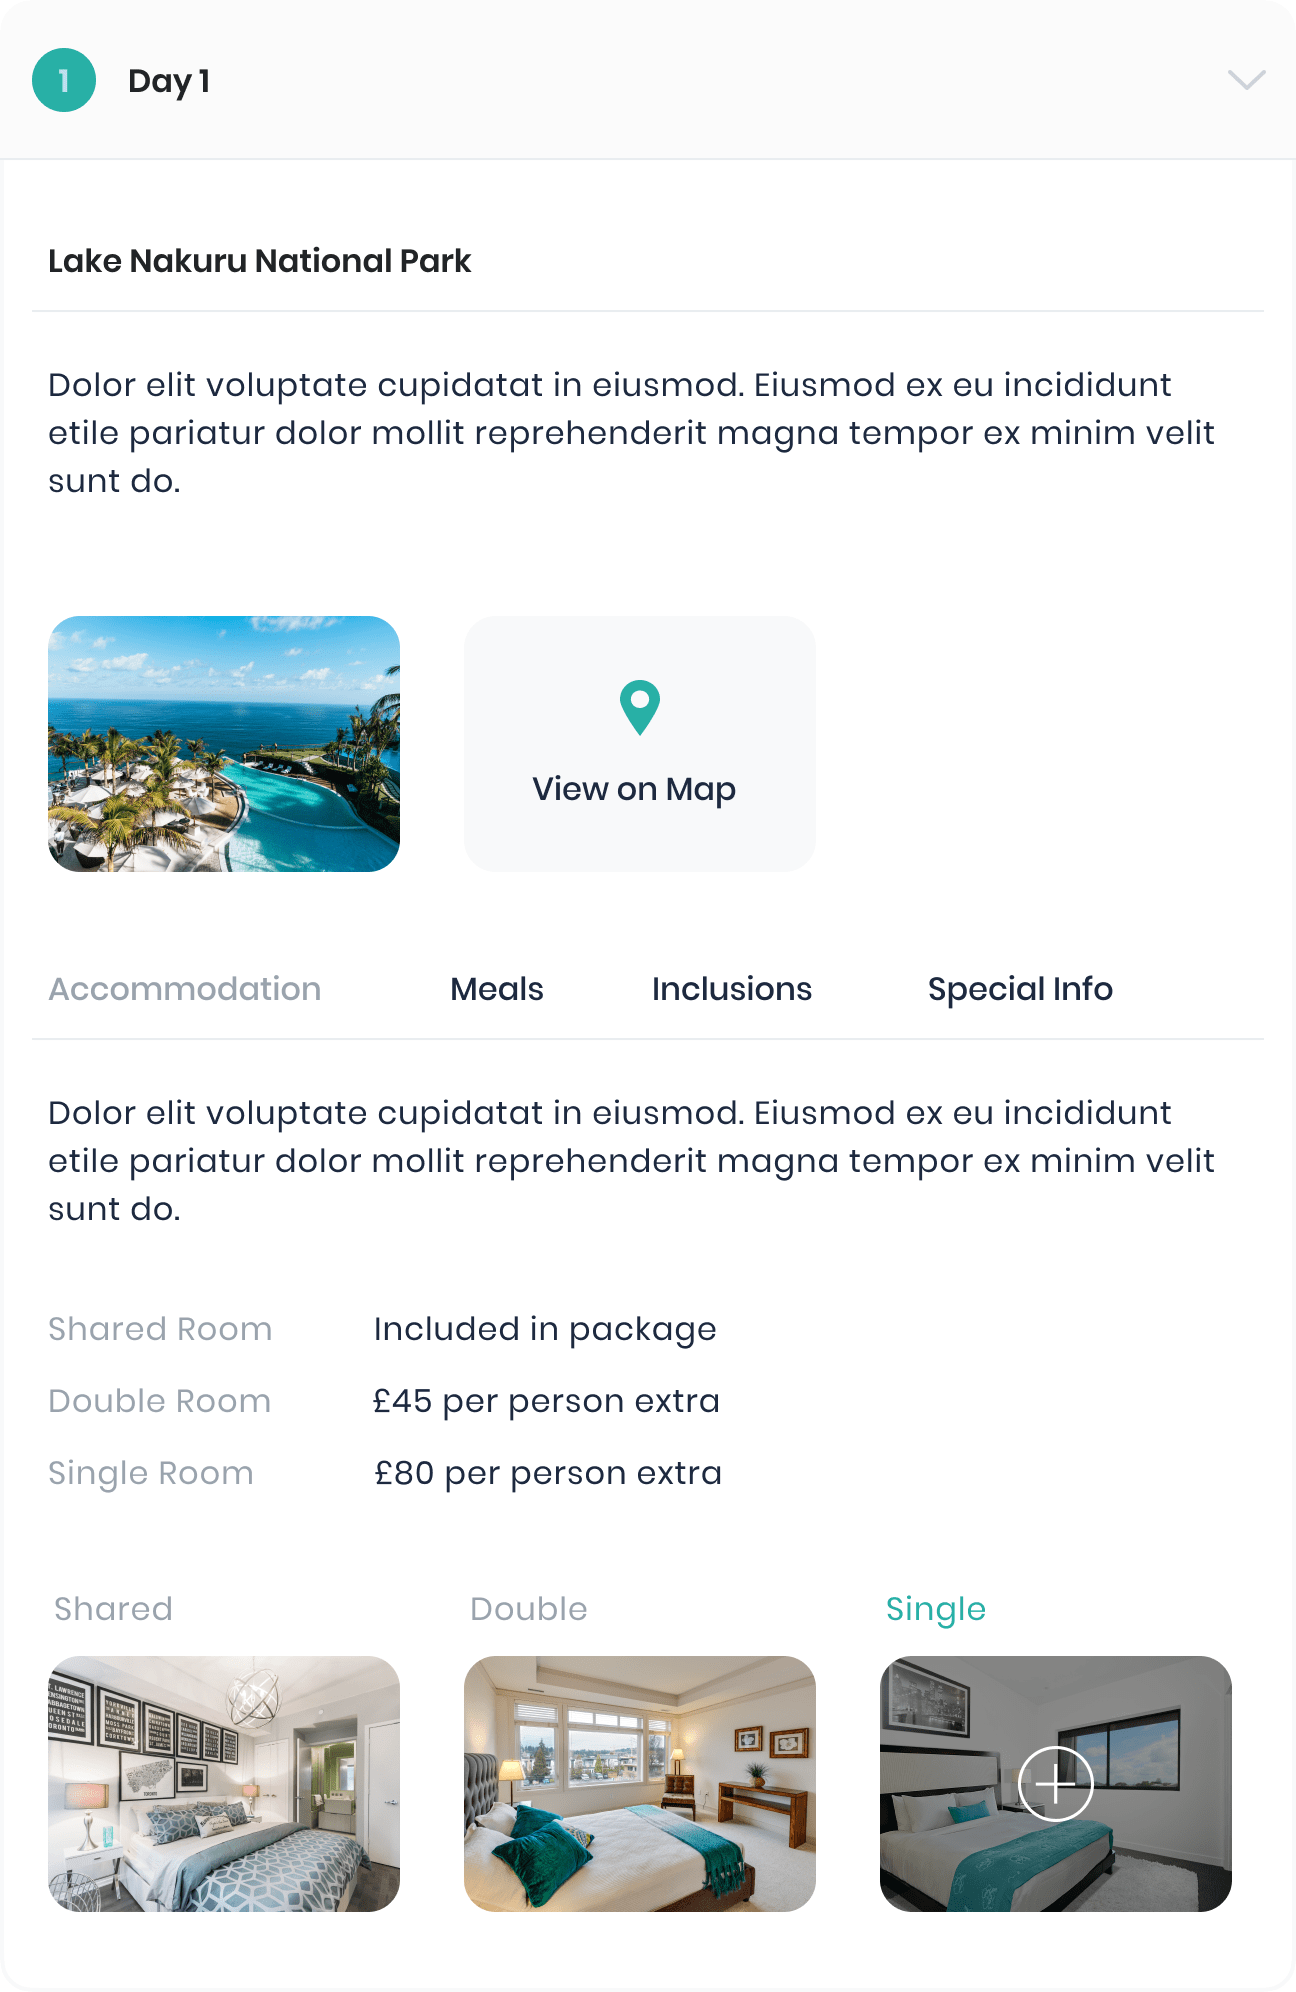 1 Day 1
Lake Nakuru National Park
Dolor elit voluptate cupidatat in eiusmod. Eiusmod ex eu incididunt
etile pariatur dolor mollit reprehenderit magna tempor ex minim velit
sunt do.
View on Map
Accommodation Meals Inclusions Special Info
Dolor elit voluptate cupidatat in eiusmod. Eiusmod ex eu incididunt
etile pariatur dolor mollit reprehenderit magna tempor ex minim velit
sunt do.
Shared Room Included in package
Double Room £45 per person extra
Single Room £80 per person extra
Shared Double Single